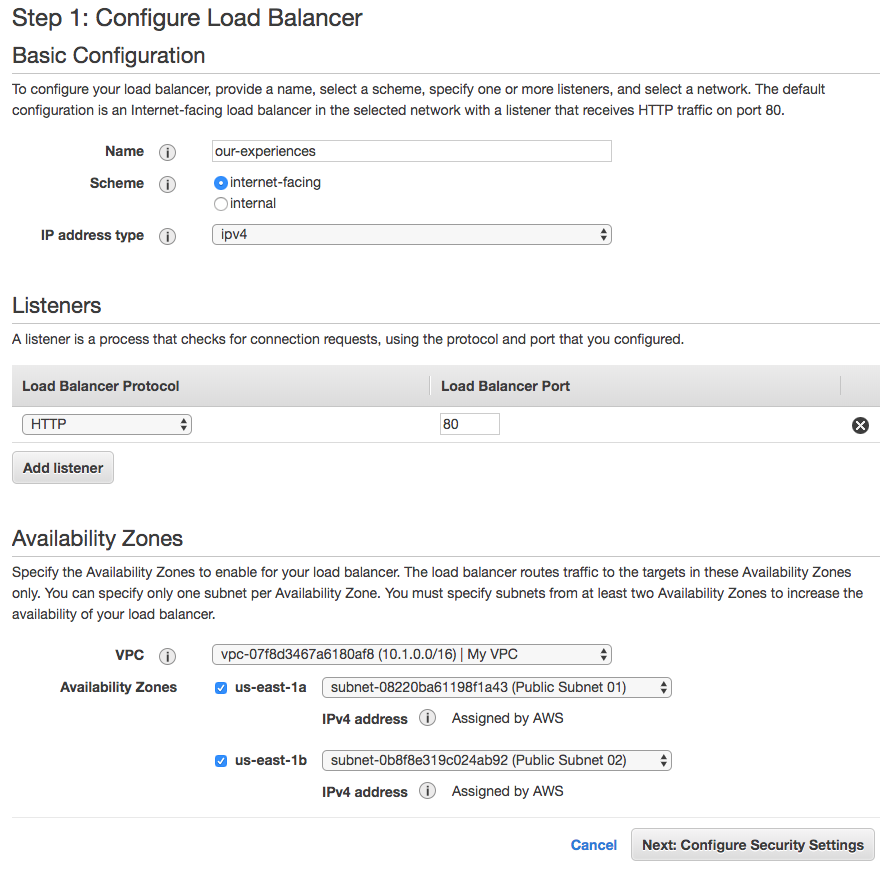 Step 1: Configure Load Balancer
Basic Configuration
To configure your load balancer, provide a name, select a scheme, specify one or more listeners, and select a network. The default
configuration is an Internet-facing load balancer in the selected network with a listener that receives HTTP traffic on port 80.
Name i our-experiences
Scheme i internet-facing
internal
IP address type i ipv4
Listeners
A listener is a process that checks for connection requests, using the protocol and port that you configured.
Load Balancer Protocol Load Balancer Port
HTTP 80
Add listener
Availability Zones
Specify the Availability Zones to enable for your load balancer. The load balancer routes traffic to the targets in these Availability Zones
only. You can specify only one subnet per Availability Zone. You must specify subnets from at least two Availability Zones to increase the
availability of your load balancer.
VPC i vpc-07f8d3467a6180af8 (10.1.0.0/16) | My VPC
Availability Zones us-east-1a subnet-08220ba61198f1a43 (Public Subnet 01)
IPv4 address i Assigned by AWS
us-east-1b subnet-0b8f8e319c024ab92 (Public Subnet 02)
IPv4 address i Assigned by AWS
Cancel Next: Configure Security Settings